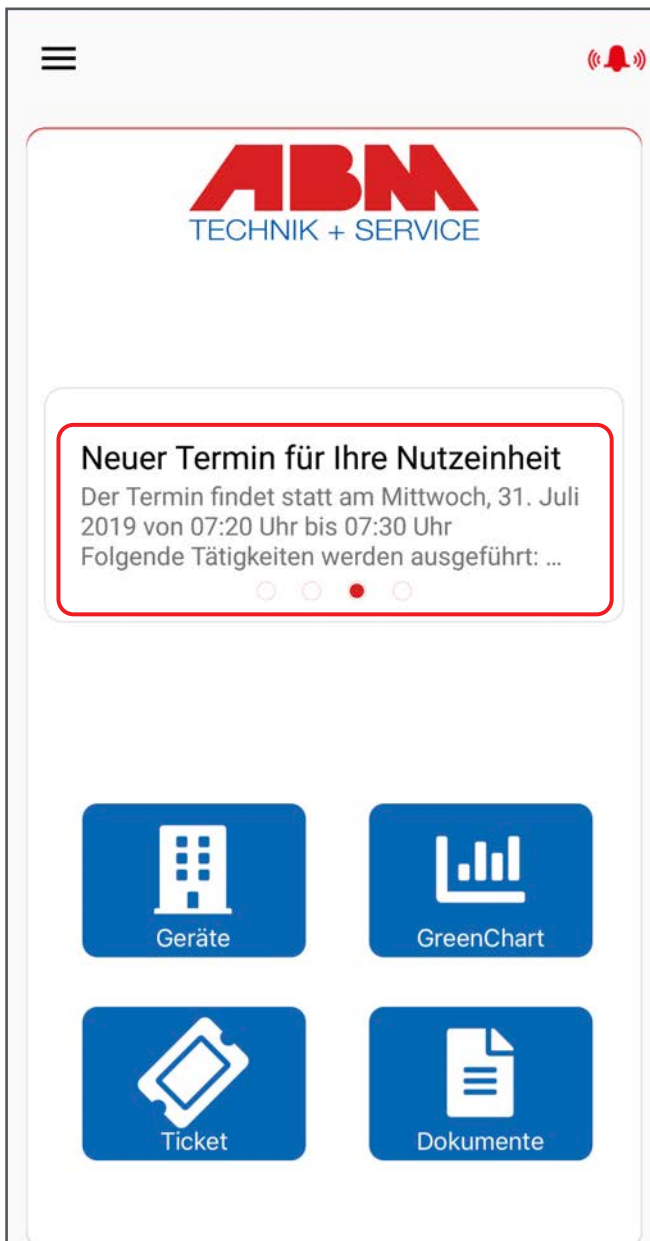 ABM
TECHNIK + SERVICE
Neuer Termin für Ihre Nutzeinheit
Der Termin findet statt am Mittwoch, 31. Juli
2019 von 07:20 Uhr bis 07:30 Uhr
Folgende Tätigkeiten werden ausgeführt: ...
Geräte
GreenChart
Ticket
Dokumente